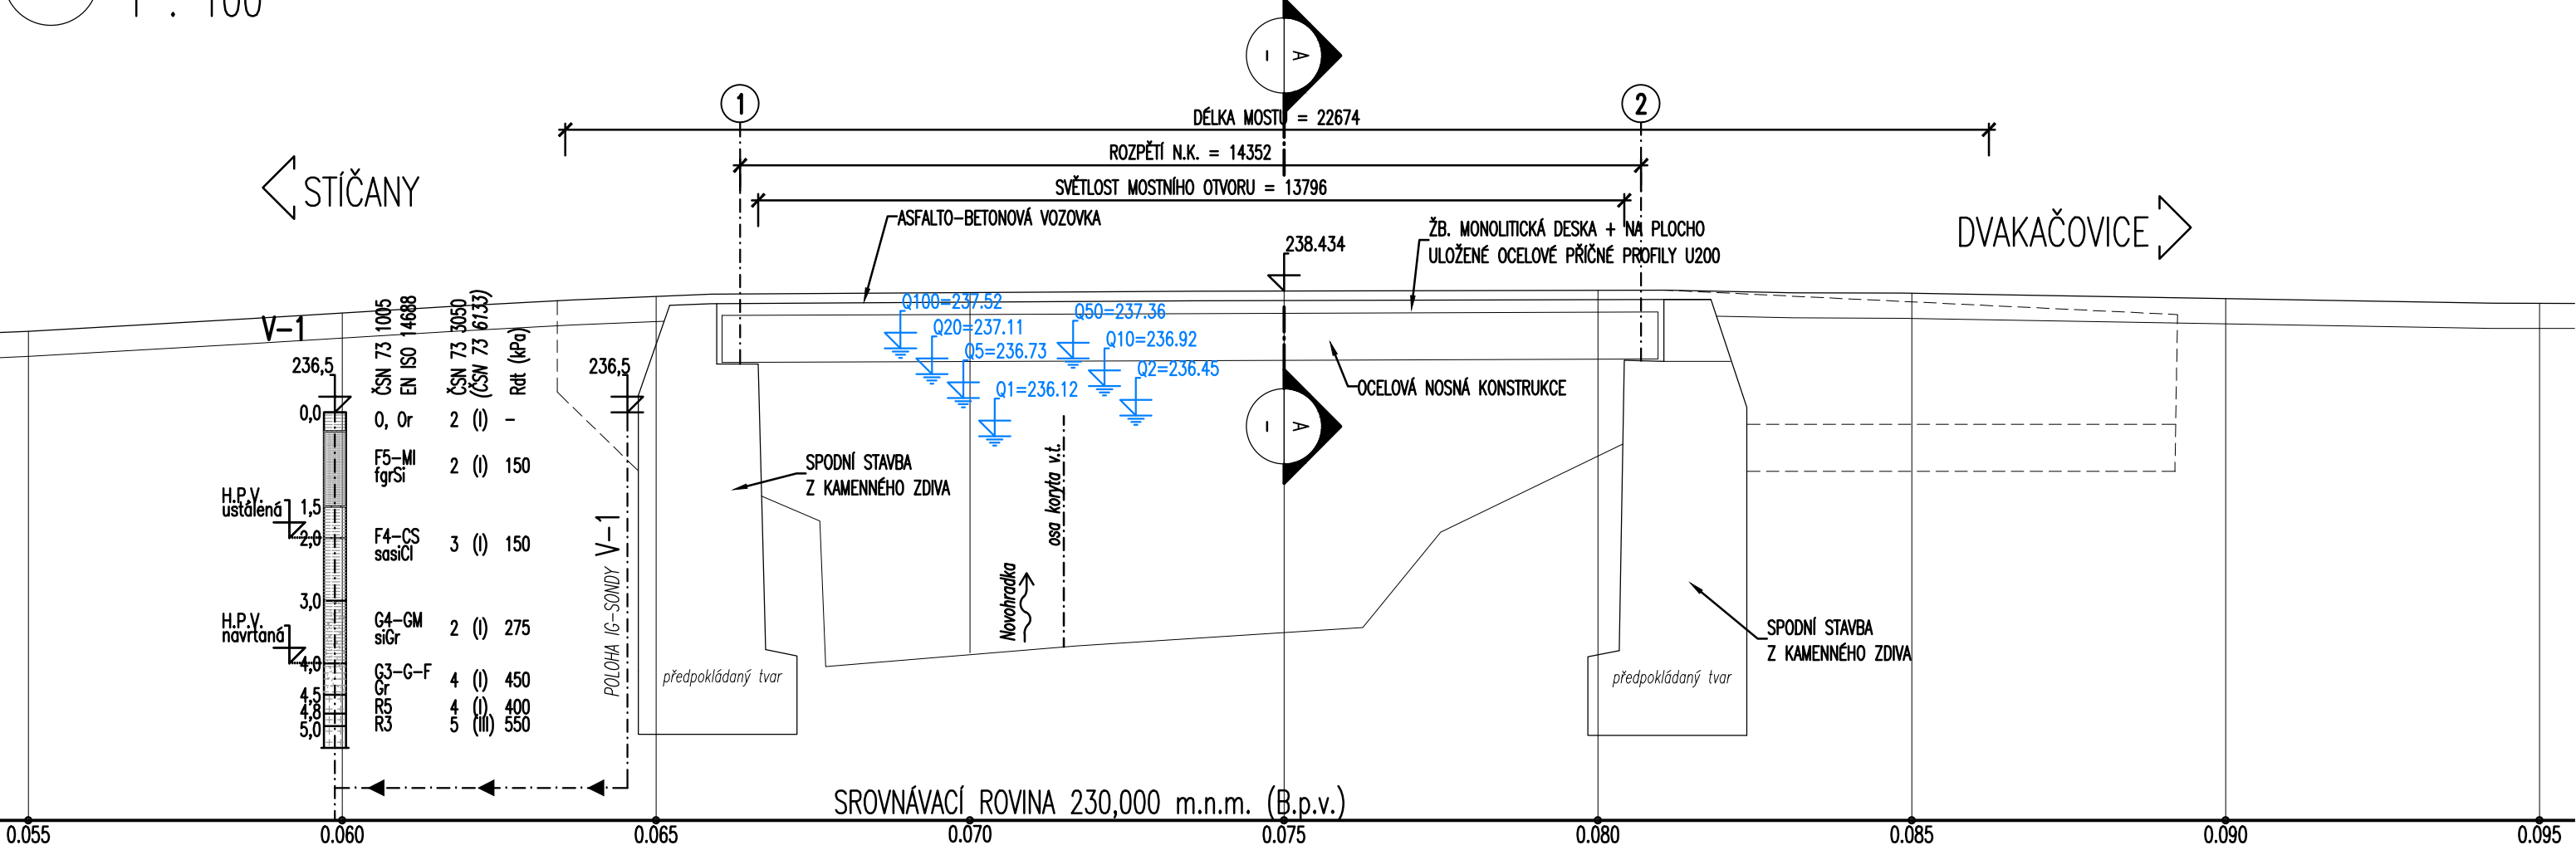 1 : 100
A
-
1
2
DÉLKA MOSTU = 22674
ROZPĚTÍ N.K. = 14352
SVĚTLOST MOSTNÍHO OTVORU = 13796
STÍČANY
DVAKAČOVICE
ASFALTO-BETONOVÁ VOZOVKA
ŽB. MONOLITICKÁ DESKA + NA PLOCHO
ULOŽENÉ OCELOVÉ PŘÍČNÉ PROFILY U200
238.434
Q100=237.52
Q50=237.36
Q20=237.11
Q10=236.92
Q5=236.73
Q2=236.45
Q1=236.12
OCELOVÁ NOSNÁ KONSTRUKCE
A
-
V-1
236,5
236,5
ČSN 73 1005
EN ISO 14688
ČSN 73 3050
(ČSN 73 6133)
Rdt (kPa)
0,0
O, Or 2 (I) -
F5-MI
fgrSi 2 (I) 150
H.P.V.
ustálená
1,5
2,0
F4-CS
sasiCl 3 (I) 150
3,0
G4-GM
siGr 2 (I) 275
H.P.V.
navrtaná
4,0
G3-G-F
Gr 4 (I) 450
4,5
R5 4 (I) 400
4,8
R3 5 (III) 550
5,0
POLOHA IG-SONDY V-1
SPODNÍ STAVBA
Z KAMENNÉHO ZDIVA
osa koryta v.t.
Novohradka
předpokládaný tvar
předpokládaný tvar
SPODNÍ STAVBA
Z KAMENNÉHO ZDIVA
SROVNÁVACÍ ROVINA 230,000 m.n.m. (B.p.v.)
0.055 0.060 0.065 0.070 0.075 0.080 0.085 0.090 0.095